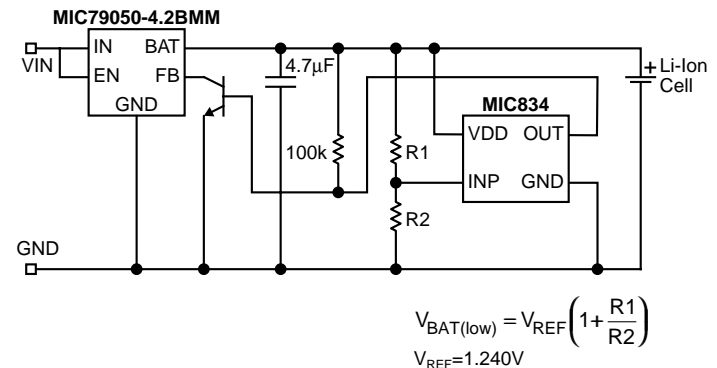 MIC79050-4.2BMM
IN BAT
VIN
EN FB
GND
4.7µF
100k
R1
R2
MIC834
VDD OUT
INP GND
+ Li-Ion
Cell
GND
V_BAT(low) = V_REF(1+R1/R2)
V_REF=1.240V